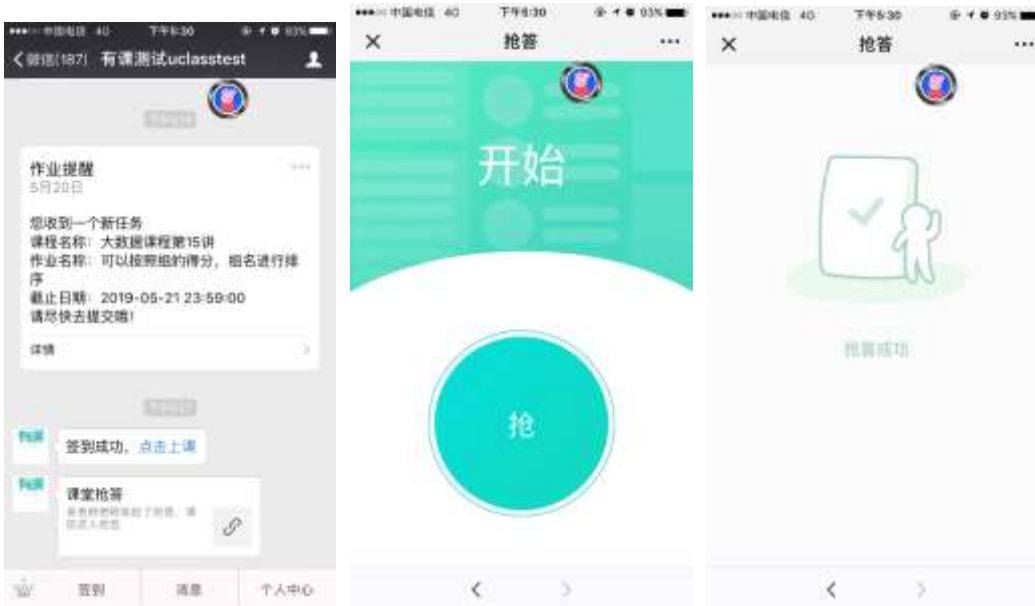 中国电信 4G 下午6:30 93%
微信(187) 有课测试uclasstest
作业提醒
5月20日
您收到一个新任务
课程名称：大数据课程第15讲
作业名称：可以按照组的得分，组名进行排
序
截止日期：2019-05-21 23:59:00
请尽快去提交哦！
详情
有课
签到成功，点击上课
有课
课堂抢答
签到
消息
个人中心
中国电信 4G 下午6:30 93%
抢答
开始
抢
中国电信 4G 下午6:30 93%
抢答
抢答成功